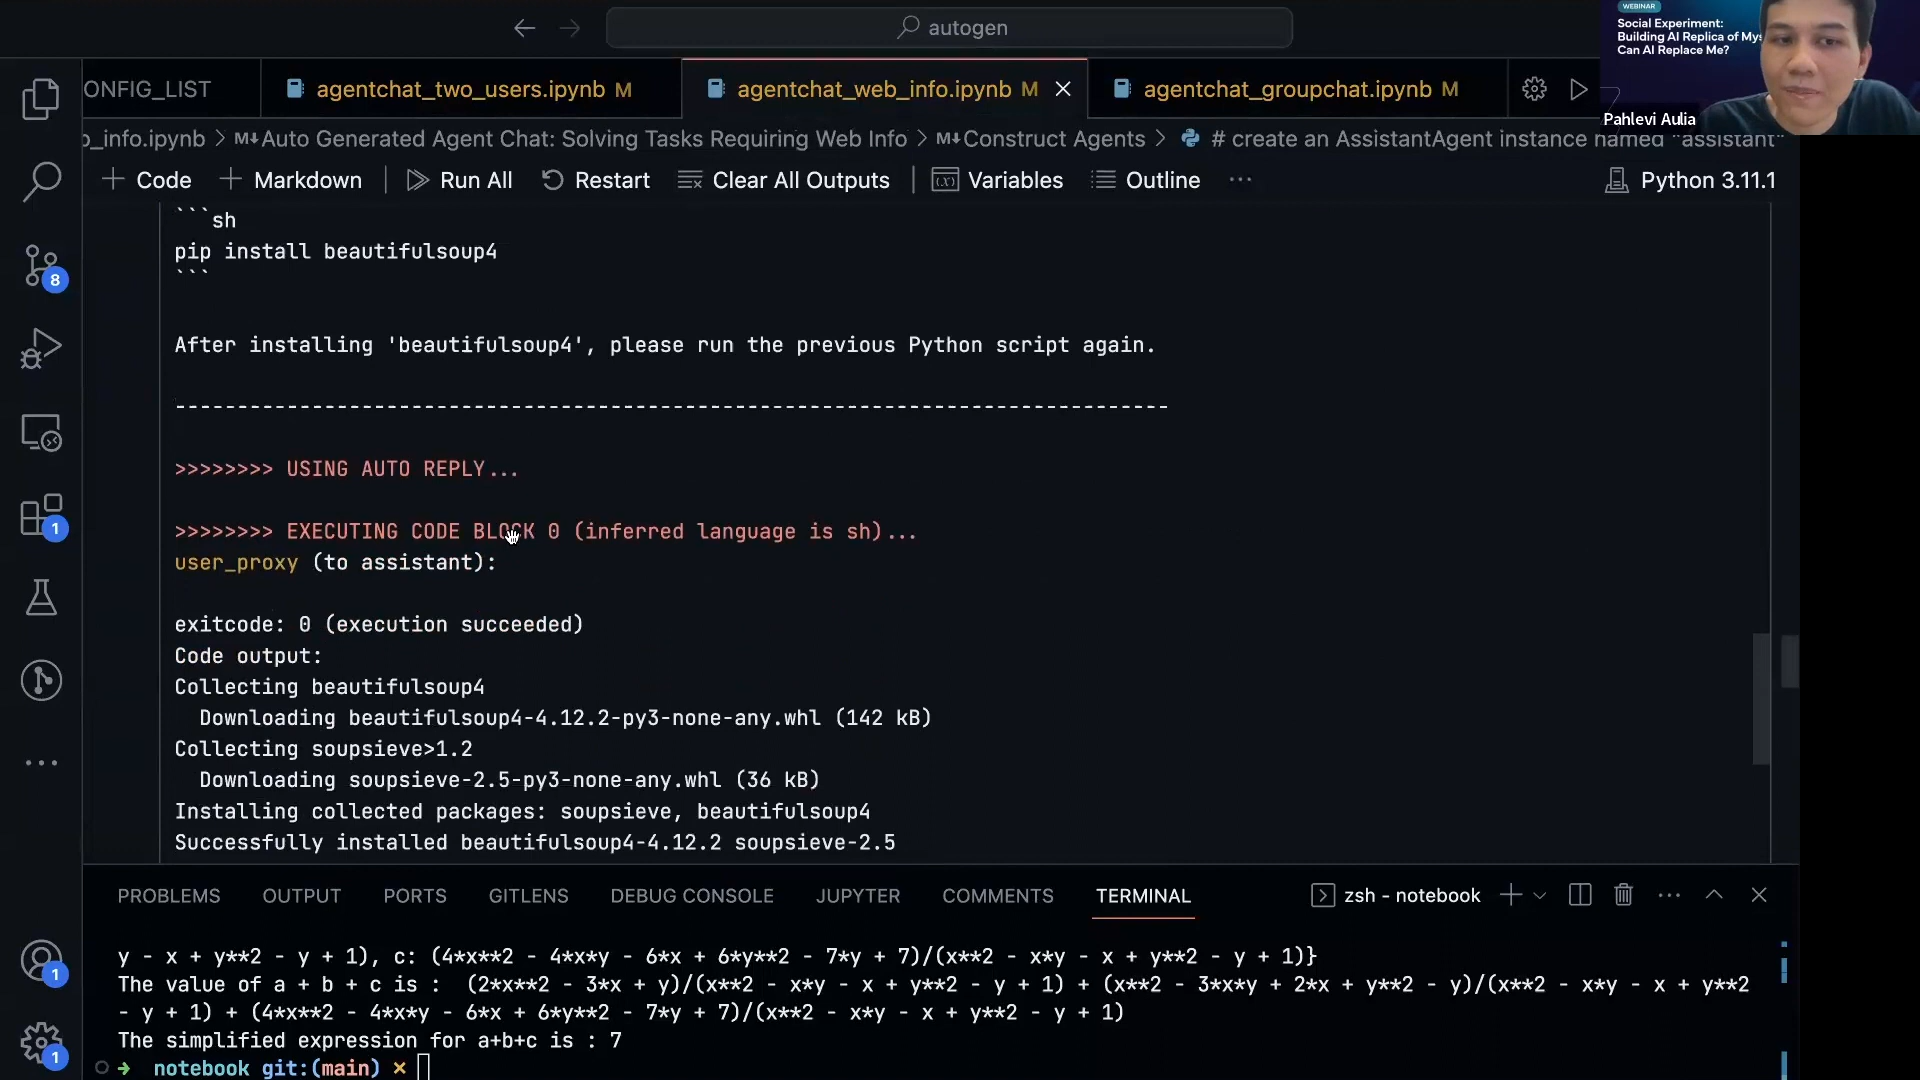 autogen
WEBINAR
Social Experiment:
Building AI Replica of Mys
Can AI Replace Me?
Pahlevi Aulia
ONFIG_LIST
agentchat_two_users.ipynb M
agentchat_web_info.ipynb M
agentchat_groupchat.ipynb M
b_info.ipynb > M↓Auto Generated Agent Chat: Solving Tasks Requiring Web Info > M↓Construct Agents > # create an AssistantAgent instance named "assistant"
+ Code + Markdown | Run All Restart Clear All Outputs | Variables Outline ...
Python 3.11.1
```sh
pip install beautifulsoup4
```
After installing 'beautifulsoup4', please run the previous Python script again.
--------------------------------------------------------------------------------
>>>>>>>> USING AUTO REPLY...
>>>>>>>> EXECUTING CODE BLOCK 0 (inferred language is sh)...
user_proxy (to assistant):
exitcode: 0 (execution succeeded)
Code output:
Collecting beautifulsoup4
Downloading beautifulsoup4-4.12.2-py3-none-any.whl (142 kB)
Collecting soupsieve>1.2
Downloading soupsieve-2.5-py3-none-any.whl (36 kB)
Installing collected packages: soupsieve, beautifulsoup4
Successfully installed beautifulsoup4-4.12.2 soupsieve-2.5
8
1
1
1
PROBLEMS OUTPUT PORTS GITLENS DEBUG CONSOLE JUPYTER COMMENTS TERMINAL
zsh - notebook
y - x + y**2 - y + 1), c: (4*x**2 - 4*x*y - 6*x + 6*y**2 - 7*y + 7)/(x**2 - x*y - x + y**2 - y + 1)}
The value of a + b + c is :  (2*x**2 - 3*x + y)/(x**2 - x*y - x + y**2 - y + 1) + (x**2 - 3*x*y + 2*x + y**2 - y)/(x**2 - x*y - x + y**2
- y + 1) + (4*x**2 - 4*x*y - 6*x + 6*y**2 - 7*y + 7)/(x**2 - x*y - x + y**2 - y + 1)
The simplified expression for a+b+c is : 7
➜ notebook git:(main) ×